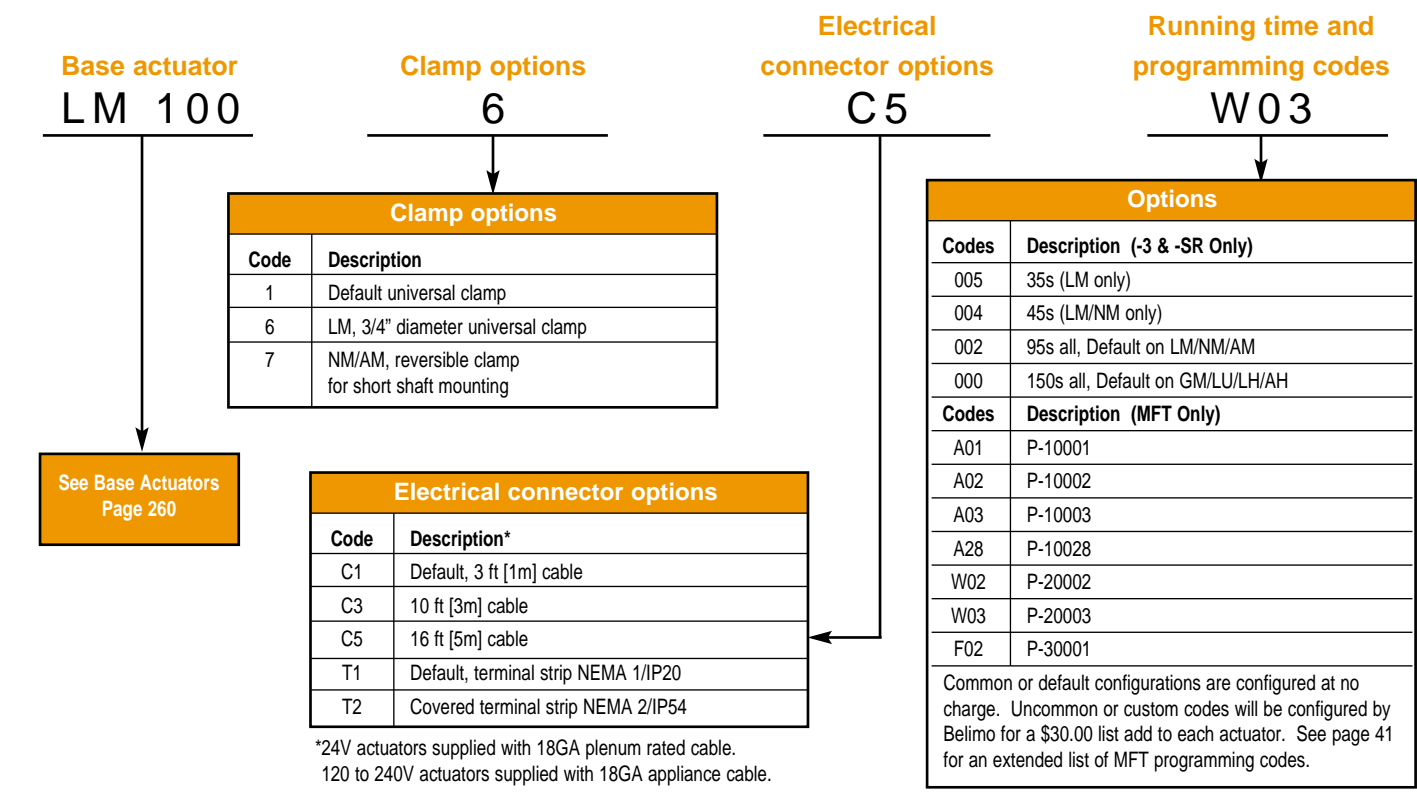 Electrical
Running time and
Base actuator
Clamp options
connector options
programming codes
LM 100
6
C5
W03
Clamp options
Code Description
1 Default universal clamp
6 LM, 3/4” diameter universal clamp
7 NM/AM, reversible clamp
for short shaft mounting
See Base Actuators
Page 260
Electrical connector options
Code Description*
C1 Default, 3 ft [1m] cable
C3 10 ft [3m] cable
C5 16 ft [5m] cable
T1 Default, terminal strip NEMA 1/IP20
T2 Covered terminal strip NEMA 2/IP54
*24V actuators supplied with 18GA plenum rated cable.
120 to 240V actuators supplied with 18GA appliance cable.
Options
Codes Description (-3 & -SR Only)
005 35s (LM only)
004 45s (LM/NM only)
002 95s all, Default on LM/NM/AM
000 150s all, Default on GM/LU/LH/AH
Codes Description (MFT Only)
A01 P-10001
A02 P-10002
A03 P-10003
A28 P-10028
W02 P-20002
W03 P-20003
F02 P-30001
Common or default configurations are configured at no
charge. Uncommon or custom codes will be configured by
Belimo for a $30.00 list add to each actuator. See page 41
for an extended list of MFT programming codes.